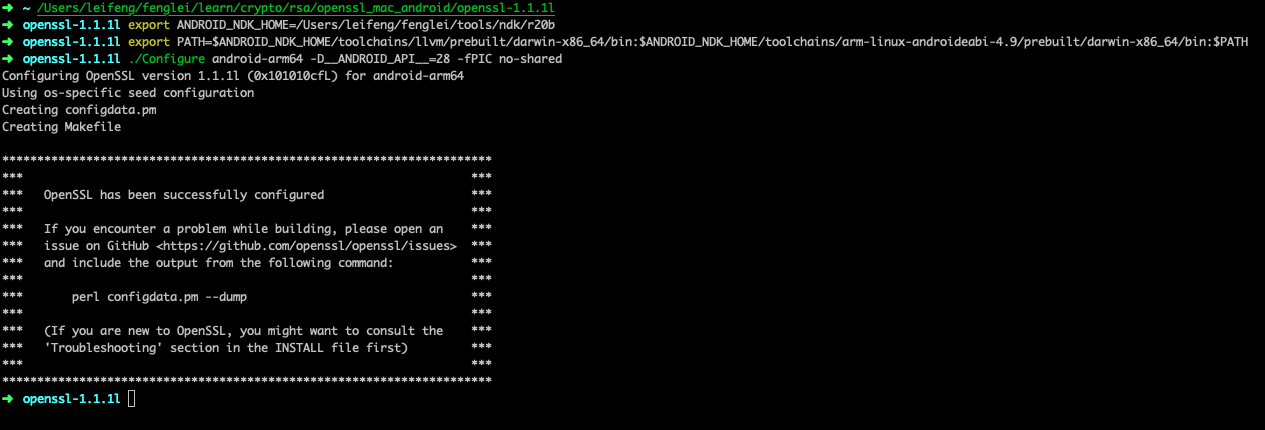 ➜ ~ /Users/leifeng/fenglei/learn/crypto/rsa/openssl_mac_android/openssl-1.1.1l
➜ openssl-1.1.1l export ANDROID_NDK_HOME=/Users/leifeng/fenglei/tools/ndk/r20b
➜ openssl-1.1.1l export PATH=$ANDROID_NDK_HOME/toolchains/llvm/prebuilt/darwin-x86_64/bin:$ANDROID_NDK_HOME/toolchains/arm-linux-androideabi-4.9/prebuilt/darwin-x86_64/bin:$PATH
➜ openssl-1.1.1l ./Configure android-arm64 -D__ANDROID_API__=28 -fPIC no-shared
Configuring OpenSSL version 1.1.1l (0x101010cfL) for android-arm64
Using os-specific seed configuration
Creating configdata.pm
Creating Makefile
**********************************************************************
***                                                                ***
***   OpenSSL has been successfully configured                     ***
***                                                                ***
***   If you encounter a problem while building, please open an    ***
***   issue on GitHub <https://github.com/openssl/openssl/issues>  ***
***   and include the output from the following command:           ***
***                                                                ***
***       perl configdata.pm --dump                                ***
***                                                                ***
***   (If you are new to OpenSSL, you might want to consult the    ***
***   'Troubleshooting' section in the INSTALL file first)         ***
***                                                                ***
**********************************************************************
➜ openssl-1.1.1l